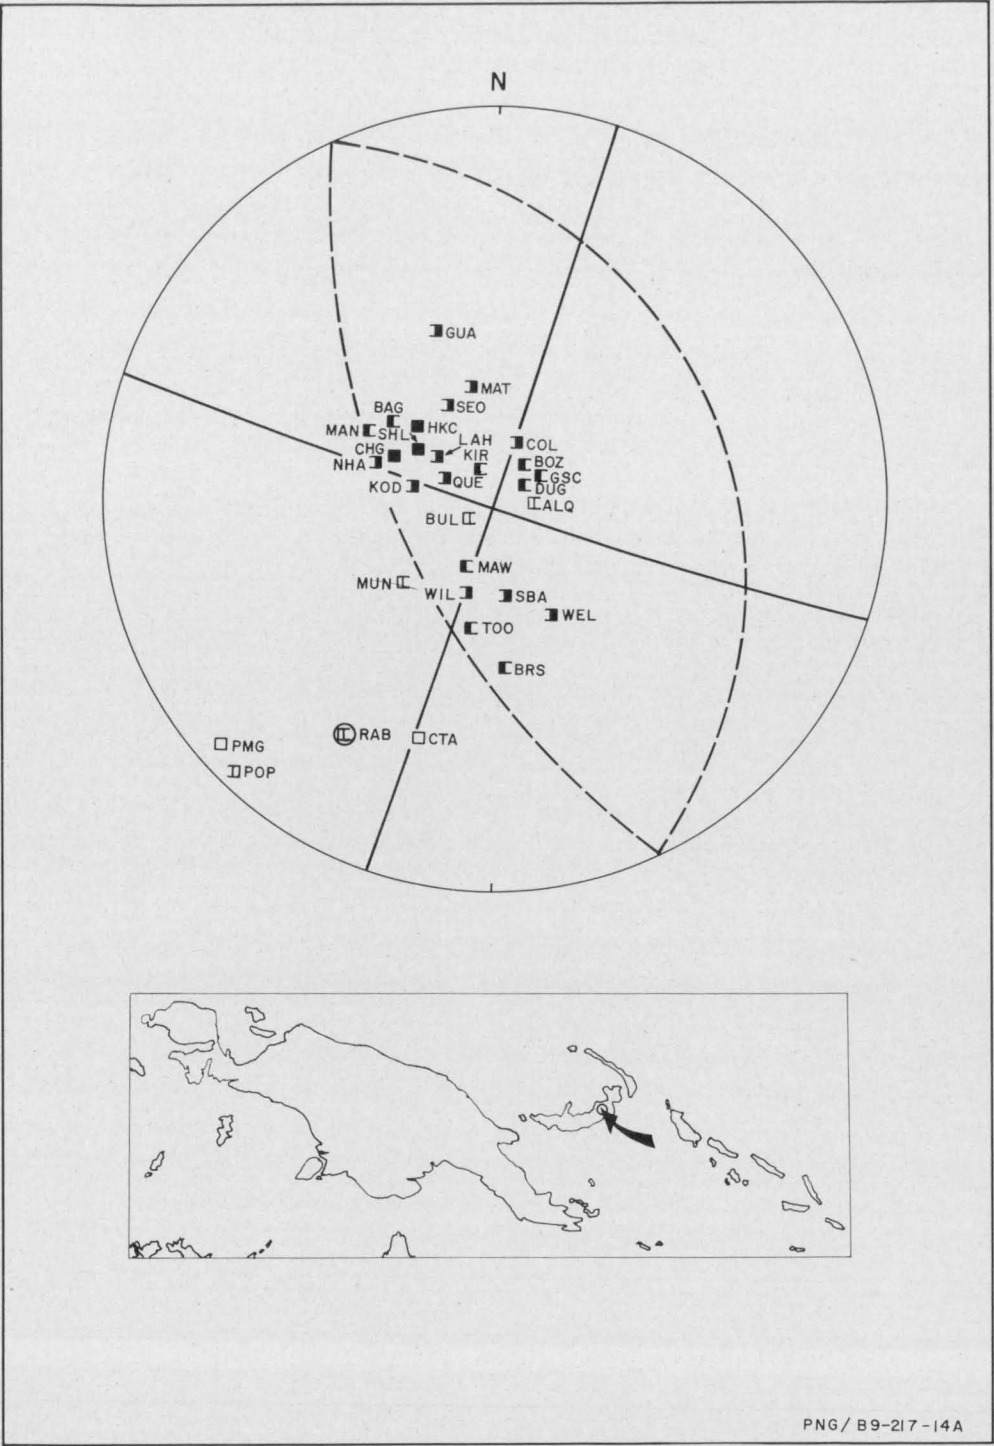 N
GUA
MAT
SEO
BAG
HKC
MAN
SHL
LAH
COL
CHG
KIR
BOZ
NHA
GSC
QUE
KOD
DUG
ALQ
BUL
MAW
MUN
WIL
SBA
WEL
TOO
BRS
RAB
CTA
PMG
POP
PNG/B9-217-14A